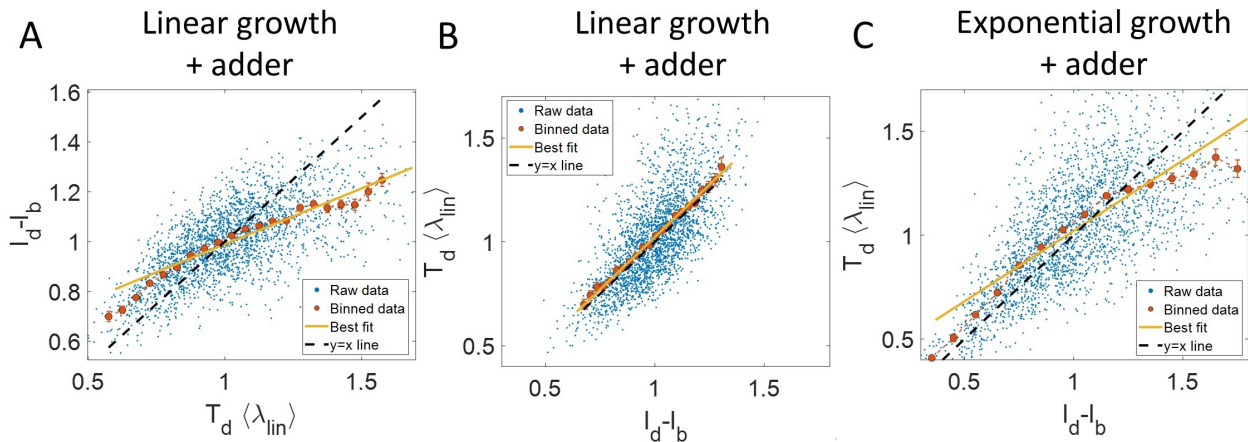 A
Linear growth
+ adder
l_d-l_b
1.6
1.4
1.2
1
0.8
0.6
0.5
1
1.5
T_d ⟨λ_lin⟩
Raw data
Binned data
Best fit
y=x line
B
Linear growth
+ adder
T_d ⟨λ_lin⟩
1.5
1
0.5
0.5
1
1.5
l_d-l_b
Raw data
Binned data
Best fit
y=x line
C
Exponential growth
+ adder
T_d ⟨λ_lin⟩
1.5
1
0.5
0.5
1
1.5
l_d-l_b
Raw data
Binned data
Best fit
y=x line